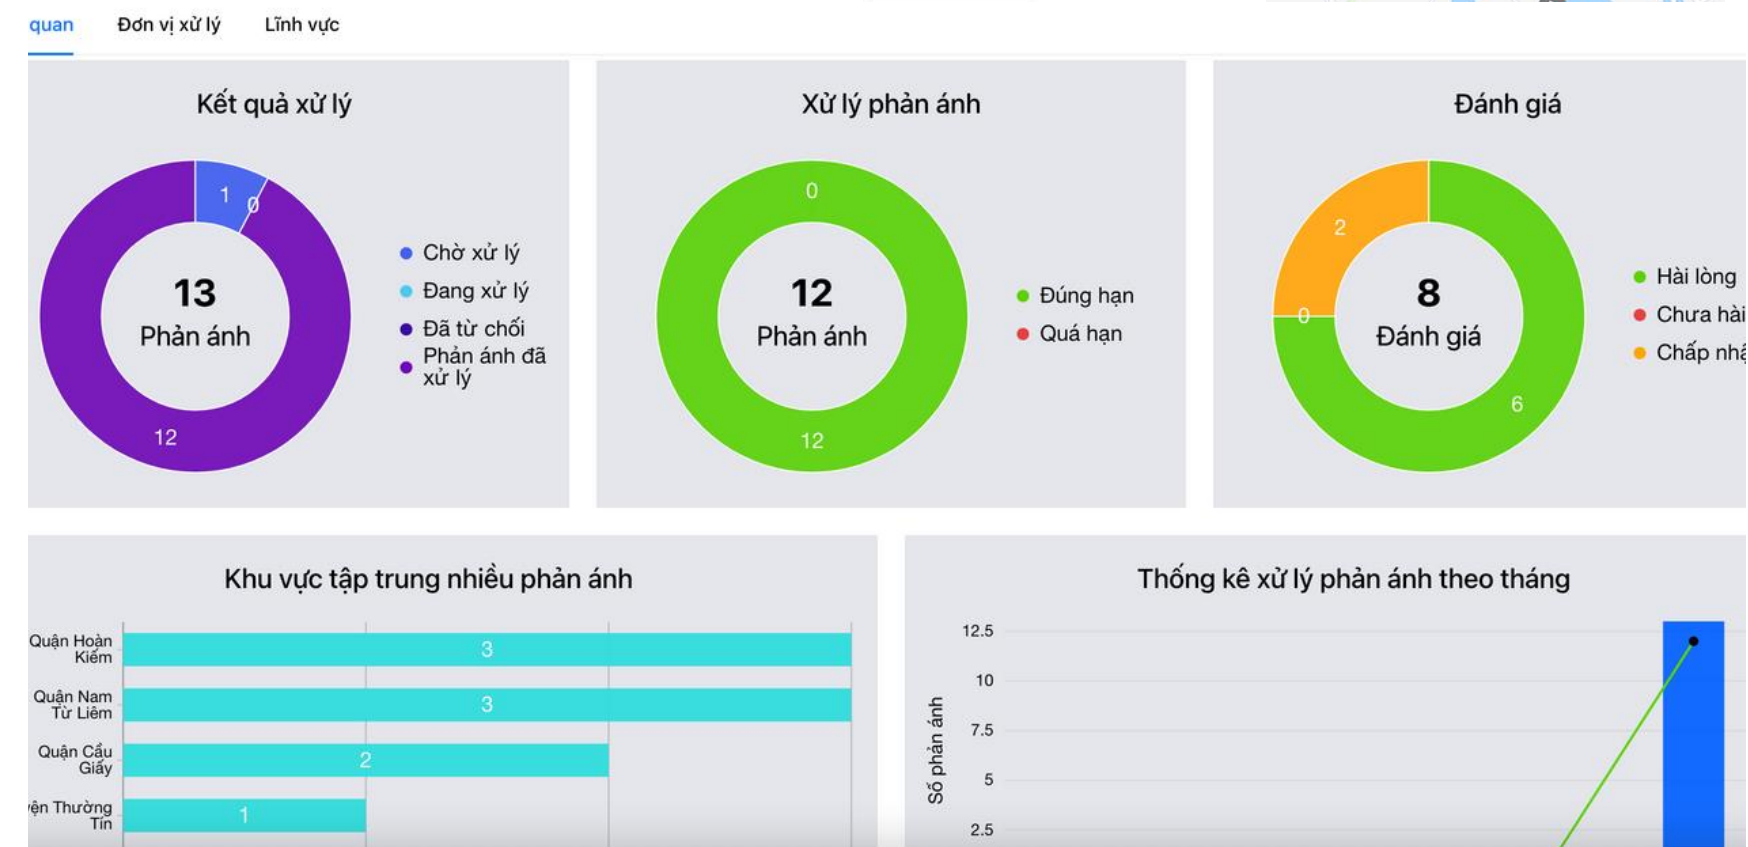 quan
Đơn vị xử lý
Lĩnh vực
Kết quả xử lý
1
0
12
13
Phản ánh
Chờ xử lý
Đang xử lý
Đã từ chối
Phản ánh đã
xử lý
Xử lý phản ánh
0
12
12
Phản ánh
Đúng hạn
Quá hạn
Đánh giá
2
0
6
8
Đánh giá
Hài lòng
Chưa hài
Chấp nhậ
Khu vực tập trung nhiều phản ánh
Quận Hoàn
Kiếm
3
Quận Nam
Từ Liêm
3
Quận Cầu
Giấy
2
yện Thường
Tín
1
Thống kê xử lý phản ánh theo tháng
Số phản ánh
12.5
10
7.5
5
2.5